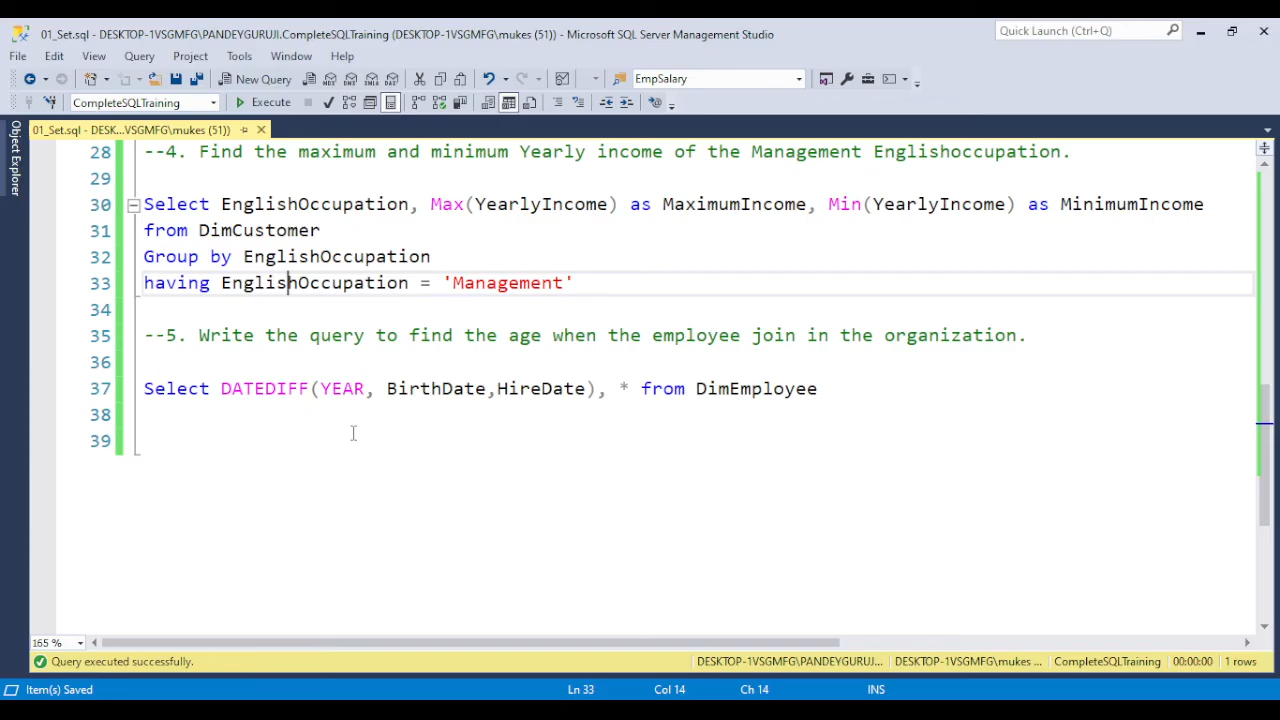 01_Set.sql - DESKTOP-1VSGMFG\PANDEYGURUJI.CompleteSQLTraining (DESKTOP-1VSGMFG\mukes (51)) - Microsoft SQL Server Management Studio
Quick Launch (Ctrl+Q)
File Edit View Query Project Tools Window Help
New Query EmpSalary
CompleteSQLTraining Execute
01_Set.sql - DESK...VSGMFG\mukes (51))
Object Explorer
28 --4. Find the maximum and minimum Yearly income of the Management Englishoccupation.
29
30 Select EnglishOccupation, Max(YearlyIncome) as MaximumIncome, Min(YearlyIncome) as MinimumIncome
31 from DimCustomer
32 Group by EnglishOccupation
33 having EnglishOccupation = 'Management'
34
35 --5. Write the query to find the age when the employee join in the organization.
36
37 Select DATEDIFF(YEAR, BirthDate,HireDate), * from DimEmployee
38
39
165 %
Query executed successfully. DESKTOP-1VSGMFG\PANDEYGURUJI... DESKTOP-1VSGMFG\mukes ... CompleteSQLTraining 00:00:00 1 rows
Item(s) Saved Ln 33 Col 14 Ch 14 INS